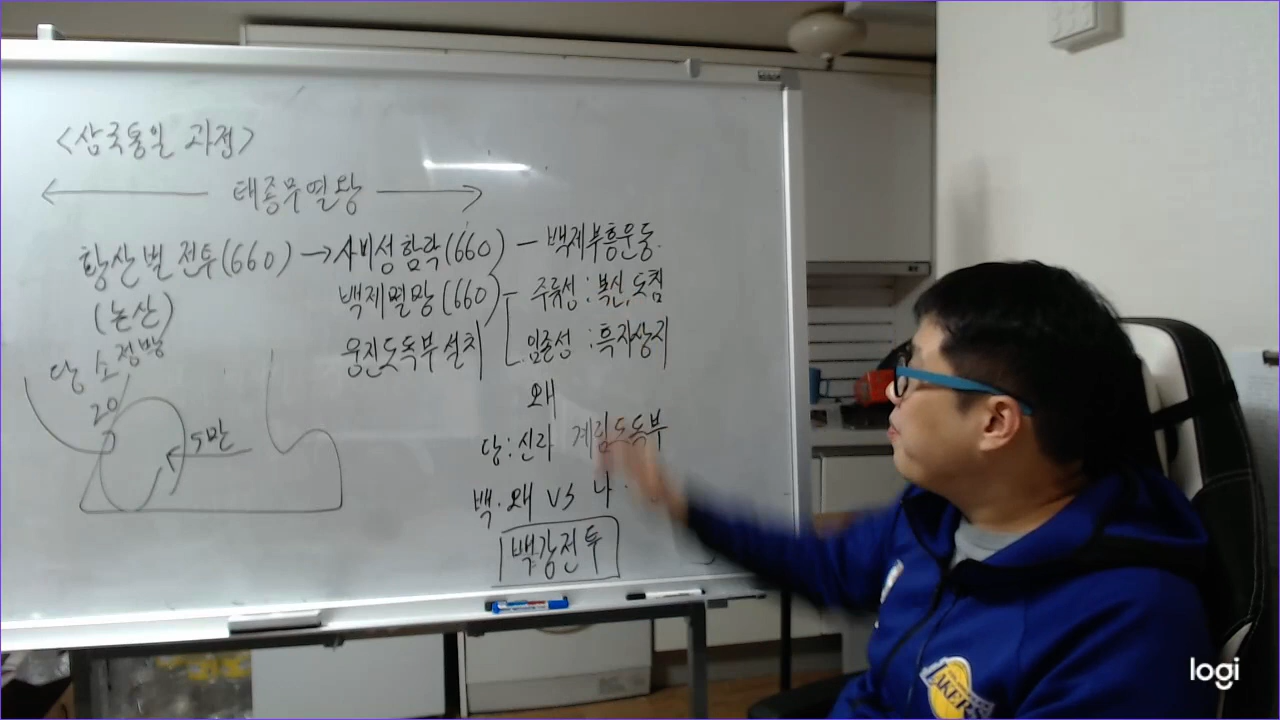 <삼국통일 과정>
태종무열왕
황산벌 전투(660) → 사비성 함락(660) - 백제부흥운동.
(논산)
백제멸망(660) - 주류성 : 복신, 도침
웅진도독부 설치
임존성 : 흑치상지
당 소정방
20
5만
왜
당 : 신라 계림도독부
백·왜 VS 나·
백강전투
LAKERS
logi